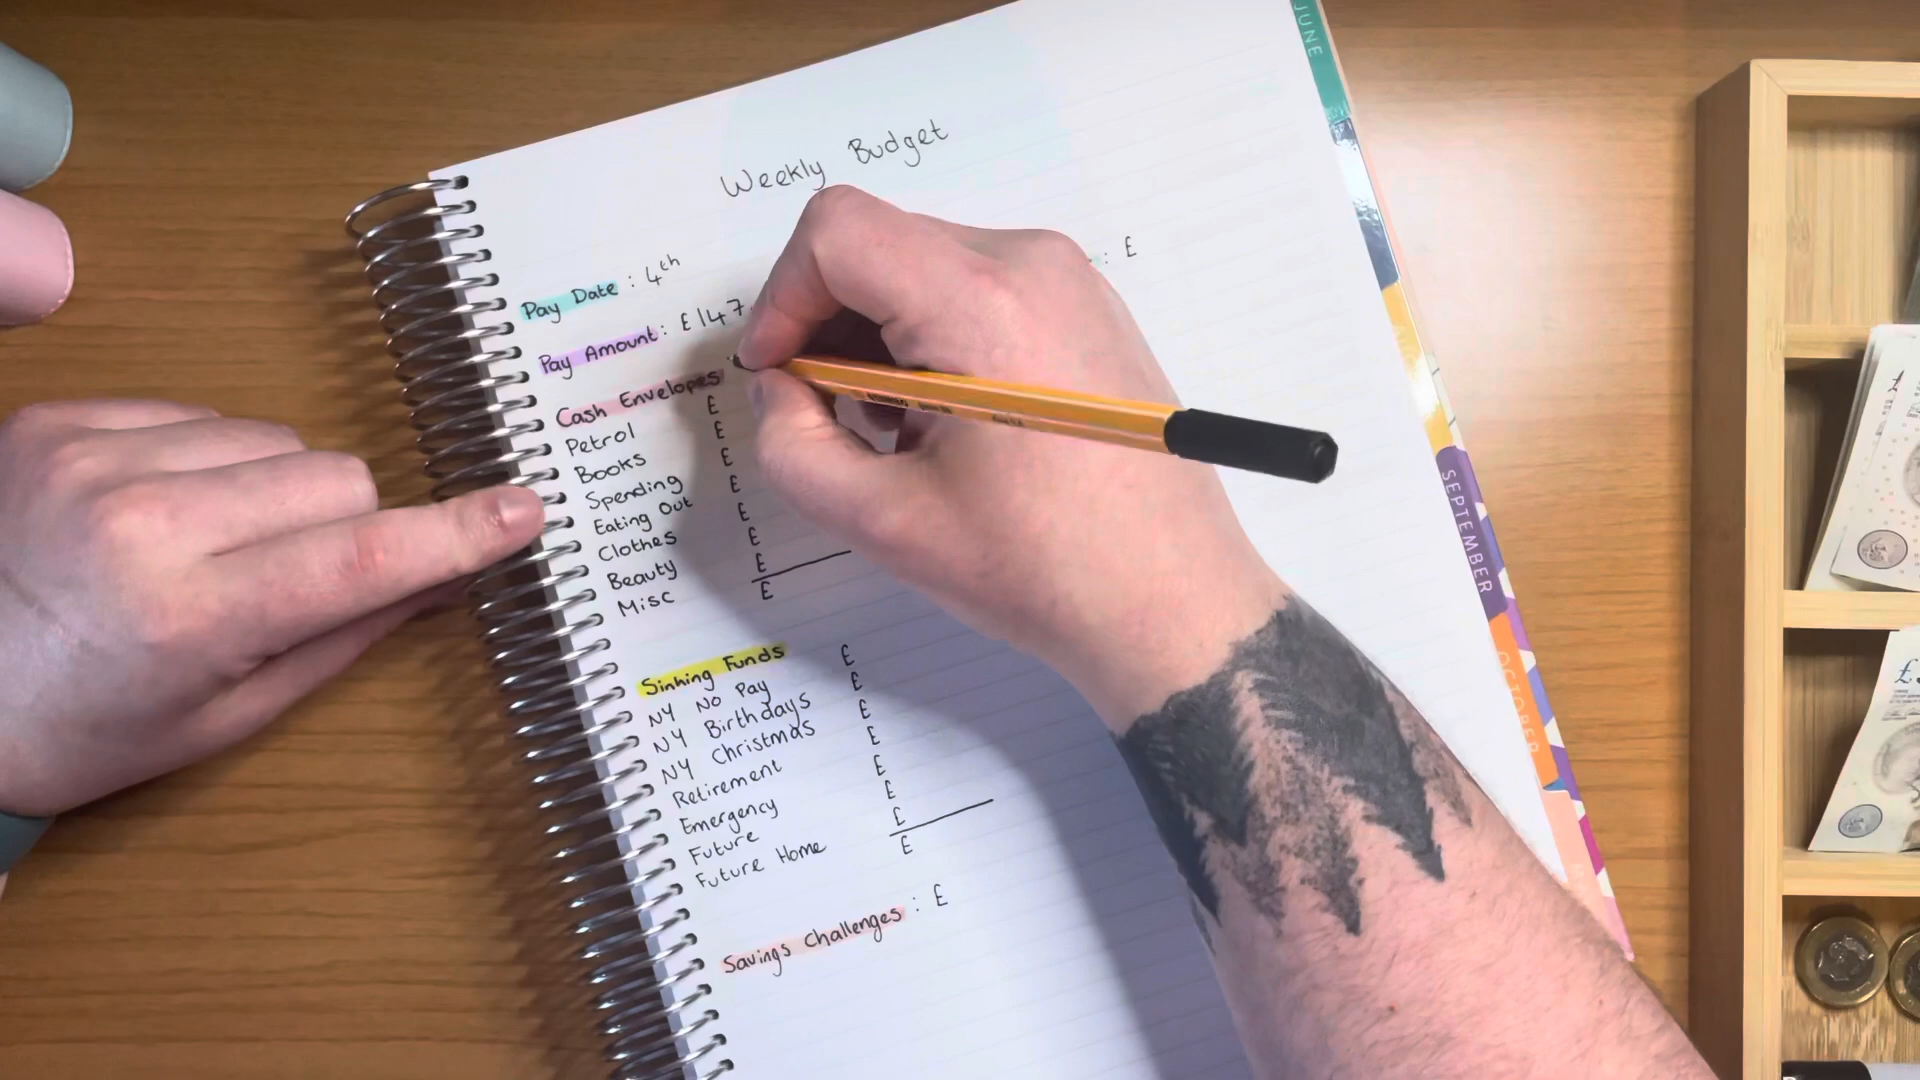 Weekly Budget
Pay Date : 4th
: £
Pay Amount : £147.
Cash Envelopes
Petrol £
Books £
Spending £
Eating Out £
Clothes £
Beauty £
Misc £
£
Sinking Funds
NY NO Pay £
NY Birthdays £
NY Christmas £
Retirement £
Emergency £
Future £
Future Home £
£
Savings Challenges : £
JUNE
SEPTEMBER
OCTOBER
£